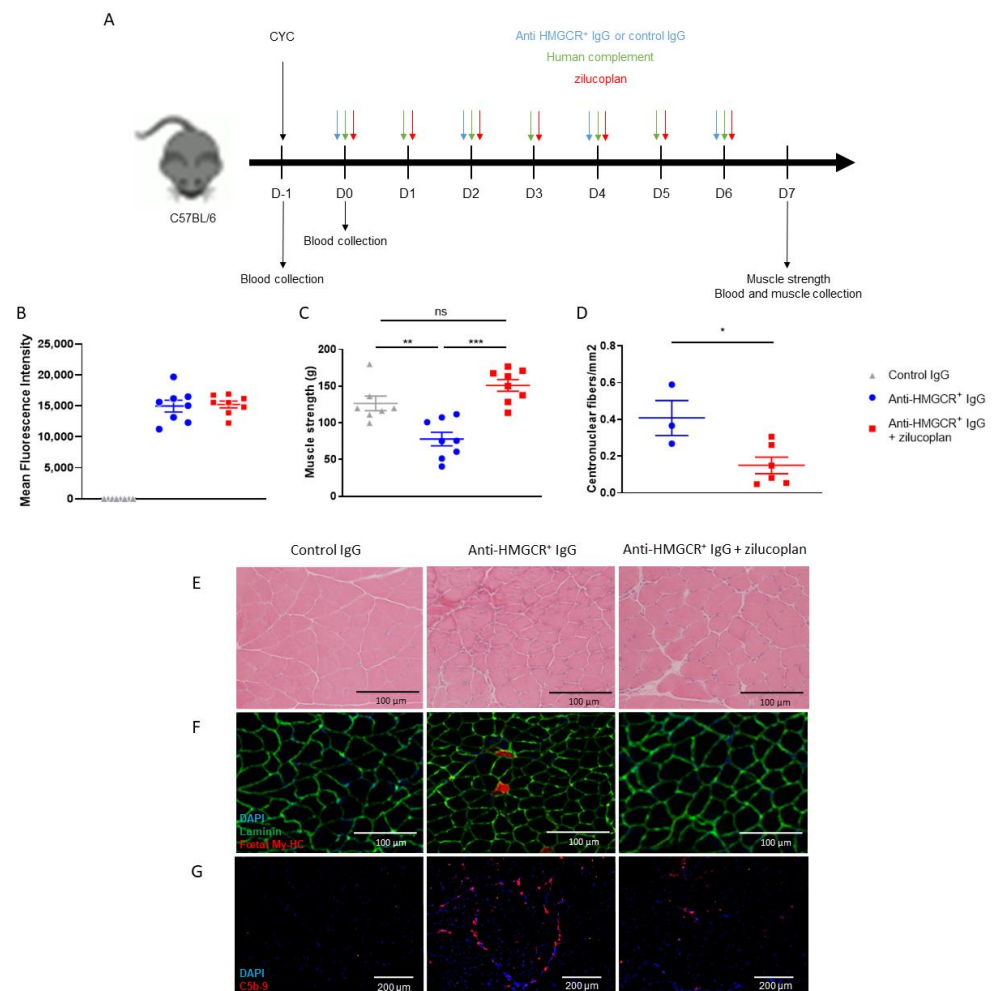 A
CYC
Anti HMGCR⁺ IgG or control IgG
Human complement
zilucoplan
C57BL/6
D-1 D0 D1 D2 D3 D4 D5 D6 D7
Blood collection
Blood collection
Muscle strength
Blood and muscle collection
B
Mean Fluorescence Intensity
25,000
20,000
15,000
10,000
5,000
0
C
ns
** ***
Muscle strength (g)
200
150
100
50
0
D
*
Centronuclear fibers/mm2
0.8
0.6
0.4
0.2
0.0
Control IgG
Anti-HMGCR⁺ IgG
Anti-HMGCR⁺ IgG
+ zilucoplan
Control IgG Anti-HMGCR⁺ IgG Anti-HMGCR⁺ IgG + zilucoplan
E
100 µm 100 µm 100 µm
F
DAPI
Laminin
Fœtal My-HC
100 µm 100 µm 100 µm
G
DAPI
C5b-9
200 µm 200 µm 200 µm